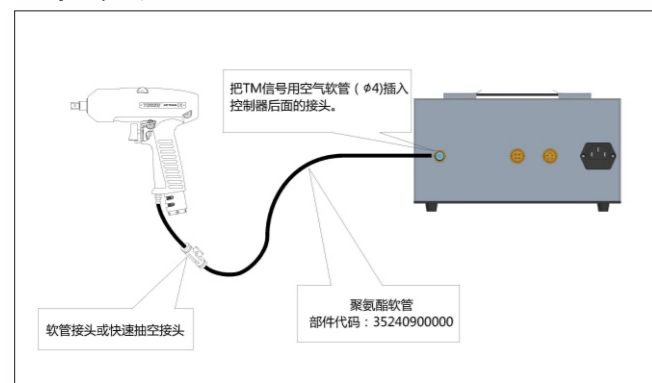 把TM信号用空气软管（φ4)插入
控制器后面的接头。
软管接头或快速抽空接头
聚氨酯软管
部件代码：35240900000